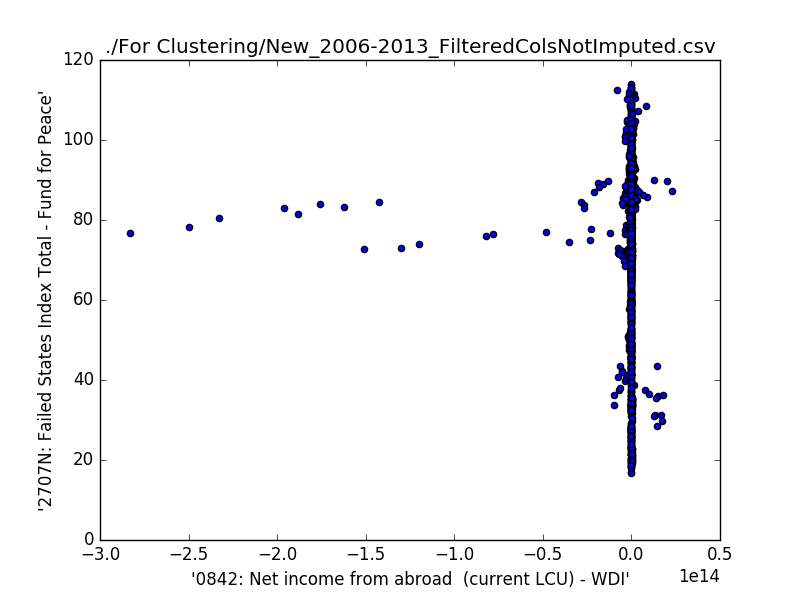 ./For Clustering/New_2006-2013_FilteredColsNotImputed.csv
120
100
80
60
40
20
0
'2707N: Failed States Index Total - Fund for Peace'
−3.0 −2.5 −2.0 −1.5 −1.0 −0.5 0.0 0.5
1e14
'0842: Net income from abroad  (current LCU) - WDI'